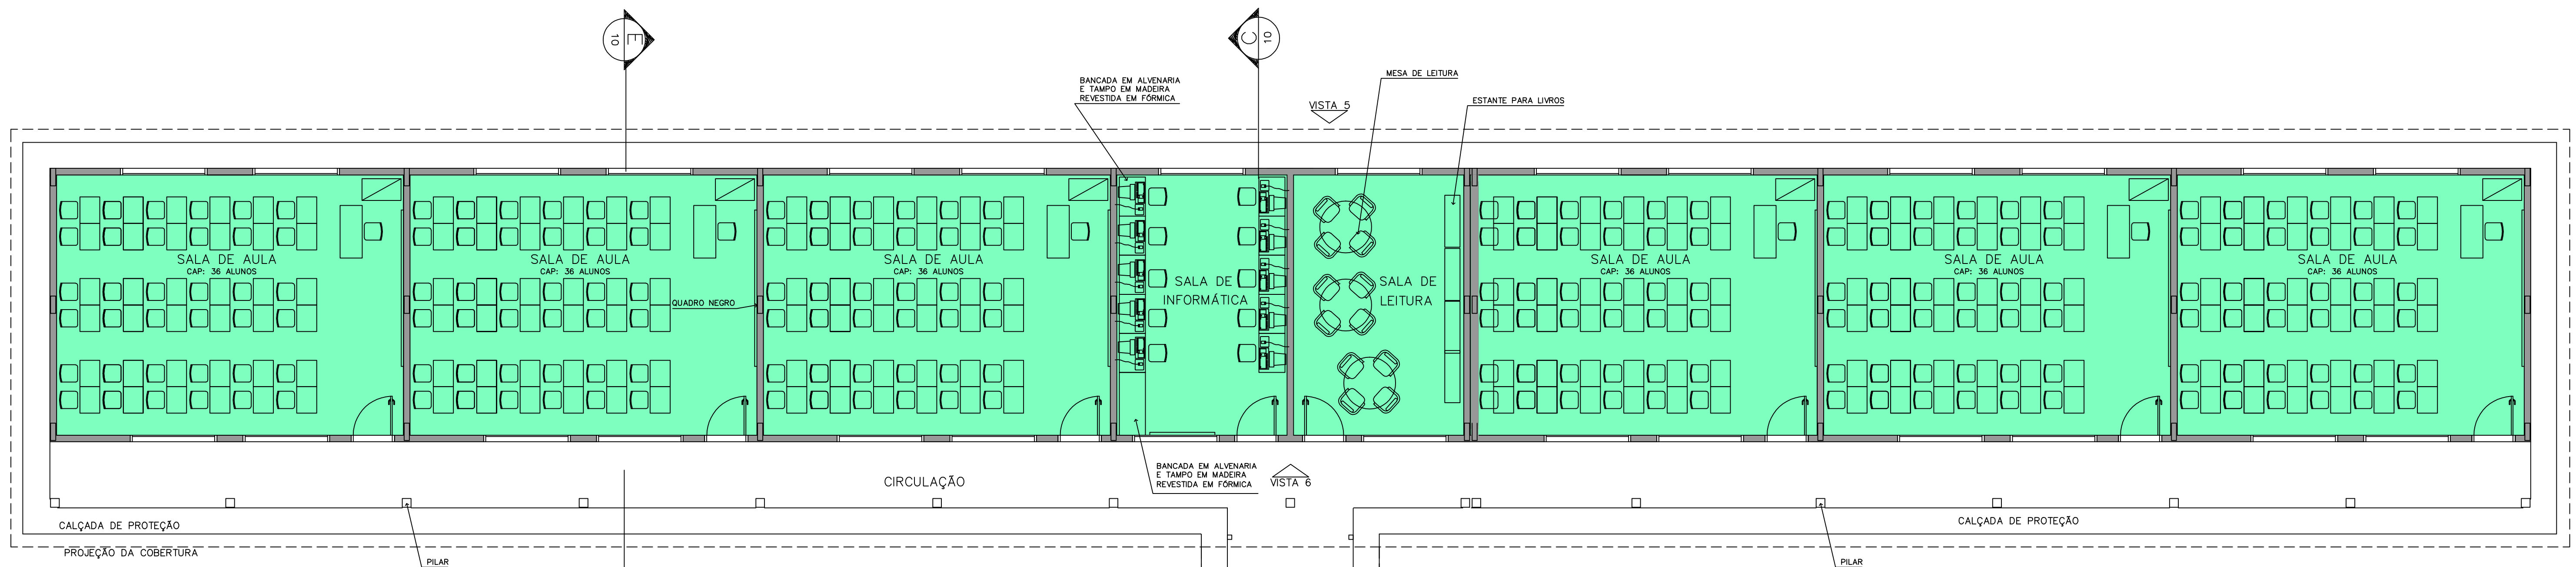 E
10
C
10
BANCADA EM ALVENARIA
E TAMPO EM MADEIRA
REVESTIDA EM FÓRMICA
MESA DE LEITURA
VISTA 5
ESTANTE PARA LIVROS
SALA DE AULA
CAP: 36 ALUNOS
SALA DE AULA
CAP: 36 ALUNOS
QUADRO NEGRO
SALA DE AULA
CAP: 36 ALUNOS
SALA DE
INFORMÁTICA
SALA DE
LEITURA
SALA DE AULA
CAP: 36 ALUNOS
SALA DE AULA
CAP: 36 ALUNOS
SALA DE AULA
CAP: 36 ALUNOS
CIRCULAÇÃO
BANCADA EM ALVENARIA
E TAMPO EM MADEIRA
REVESTIDA EM FÓRMICA
VISTA 6
CALÇADA DE PROTEÇÃO
CALÇADA DE PROTEÇÃO
PROJEÇÃO DA COBERTURA
PILAR
PILAR